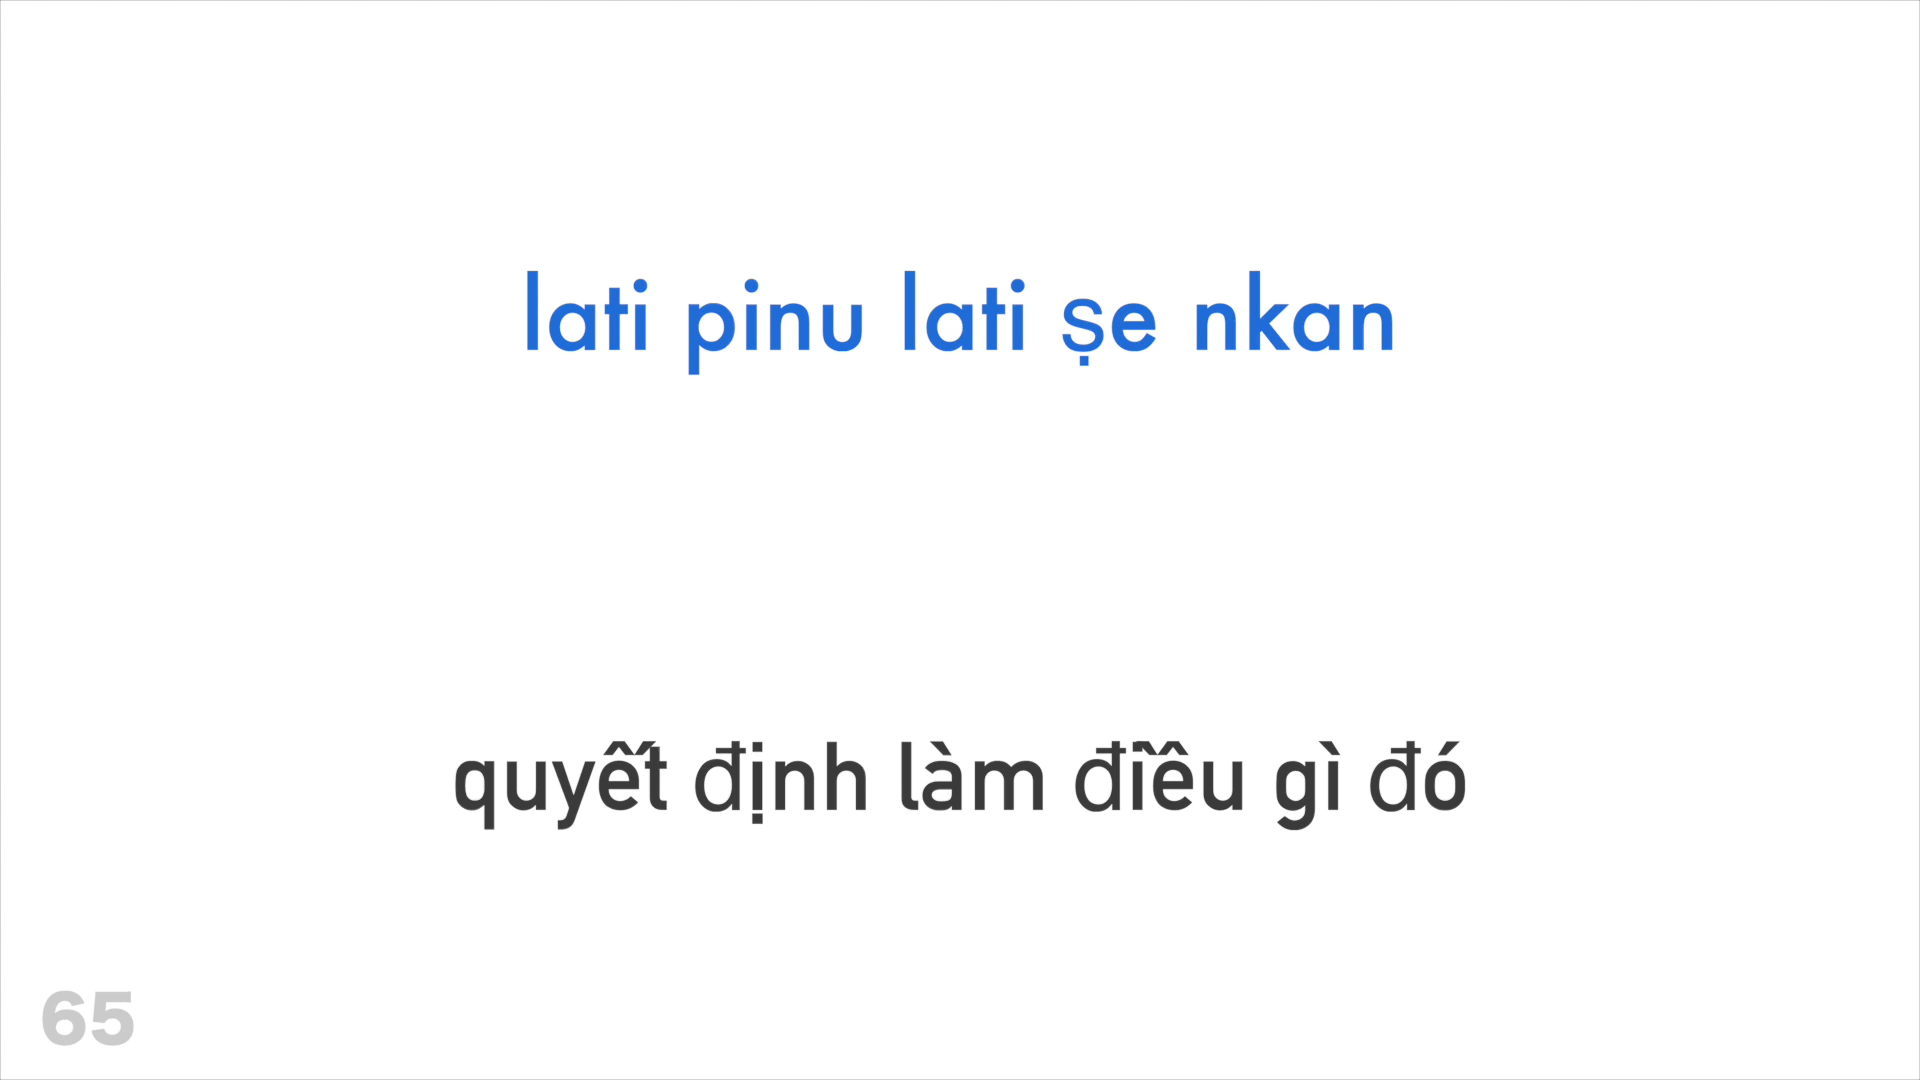 lati pinu lati ṣe nkan
quyết định làm điều gì đó
65